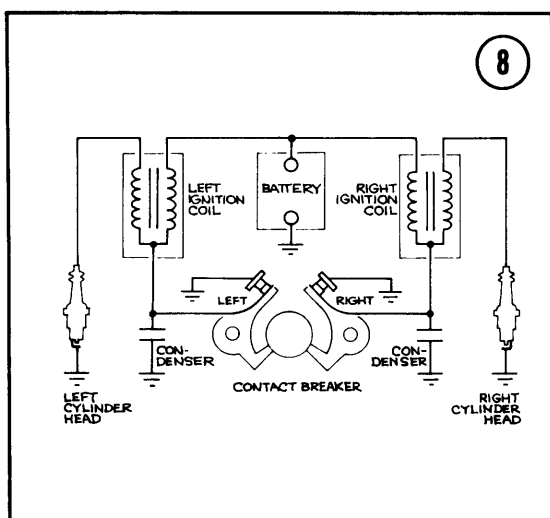 8
LEFT
IGNITION
COIL
BATTERY
RIGHT
IGNITION
COIL
LEFT
RIGHT
CON-
DENSER
CON-
DENSER
CONTACT BREAKER
LEFT
CYLINDER
HEAD
RIGHT
CYLINDER
HEAD